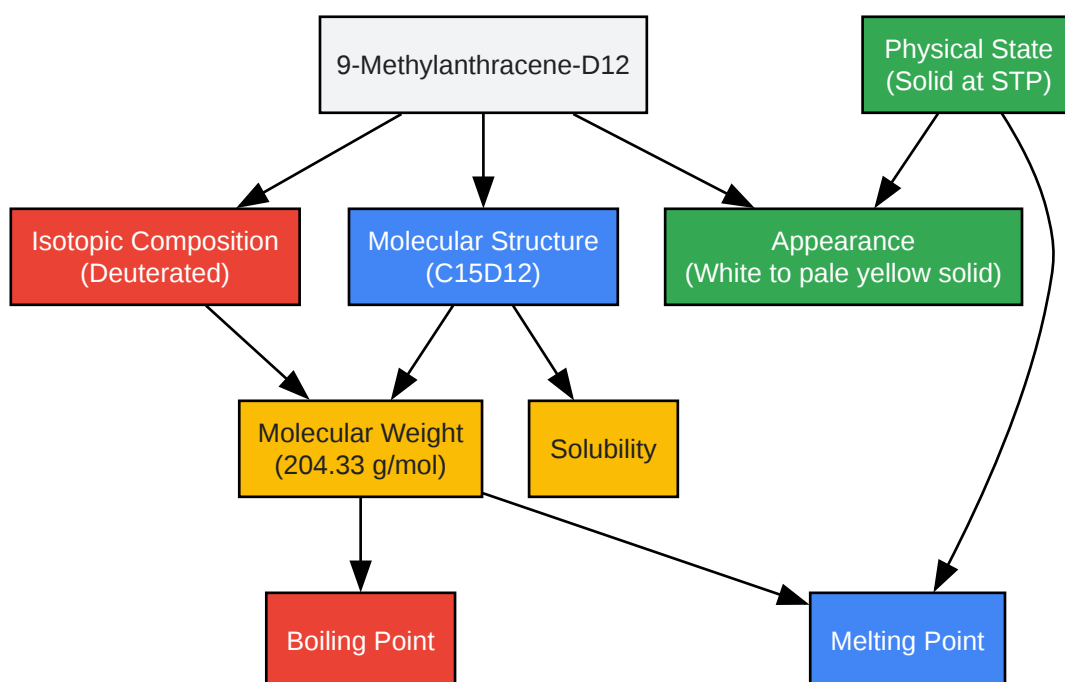 9-Methylanthracene-D12
Physical State
(Solid at STP)
Isotopic Composition
(Deuterated)
Molecular Structure
(C15D12)
Appearance
(White to pale yellow solid)
Molecular Weight
(204.33 g/mol)
Solubility
Boiling Point
Melting Point